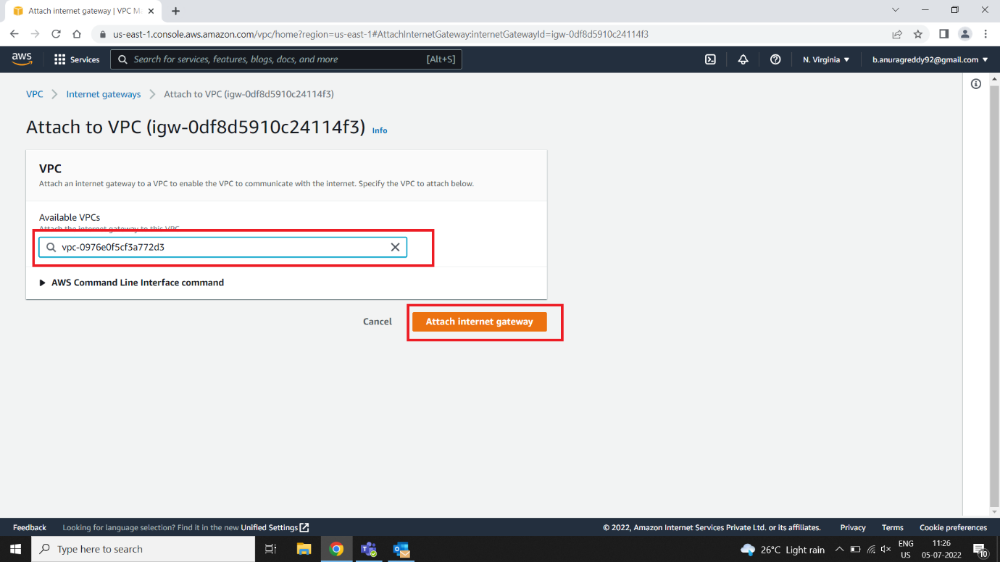 Attach internet gateway | VPC M
us-east-1.console.aws.amazon.com/vpc/home?region=us-east-1#AttachInternetGateway:internetGatewayId=igw-0df8d5910c24114f3
aws Services Search for services, features, blogs, docs, and more [Alt+S] N. Virginia b.anuragreddy92@gmail.com
VPC Internet gateways Attach to VPC (igw-0df8d5910c24114f3)
Attach to VPC (igw-0df8d5910c24114f3) Info
VPC
Attach an internet gateway to a VPC to enable the VPC to communicate with the internet. Specify the VPC to attach below.
Available VPCs
Attach the internet gateway to this VPC.
vpc-0976e0f5cf3a772d3
AWS Command Line Interface command
Cancel Attach internet gateway
Feedback Looking for language selection? Find it in the new Unified Settings © 2022, Amazon Internet Services Private Ltd. or its affiliates. Privacy Terms Cookie preferences
Type here to search 26°C Light rain ENG 11:26
US 05-07-2022 10